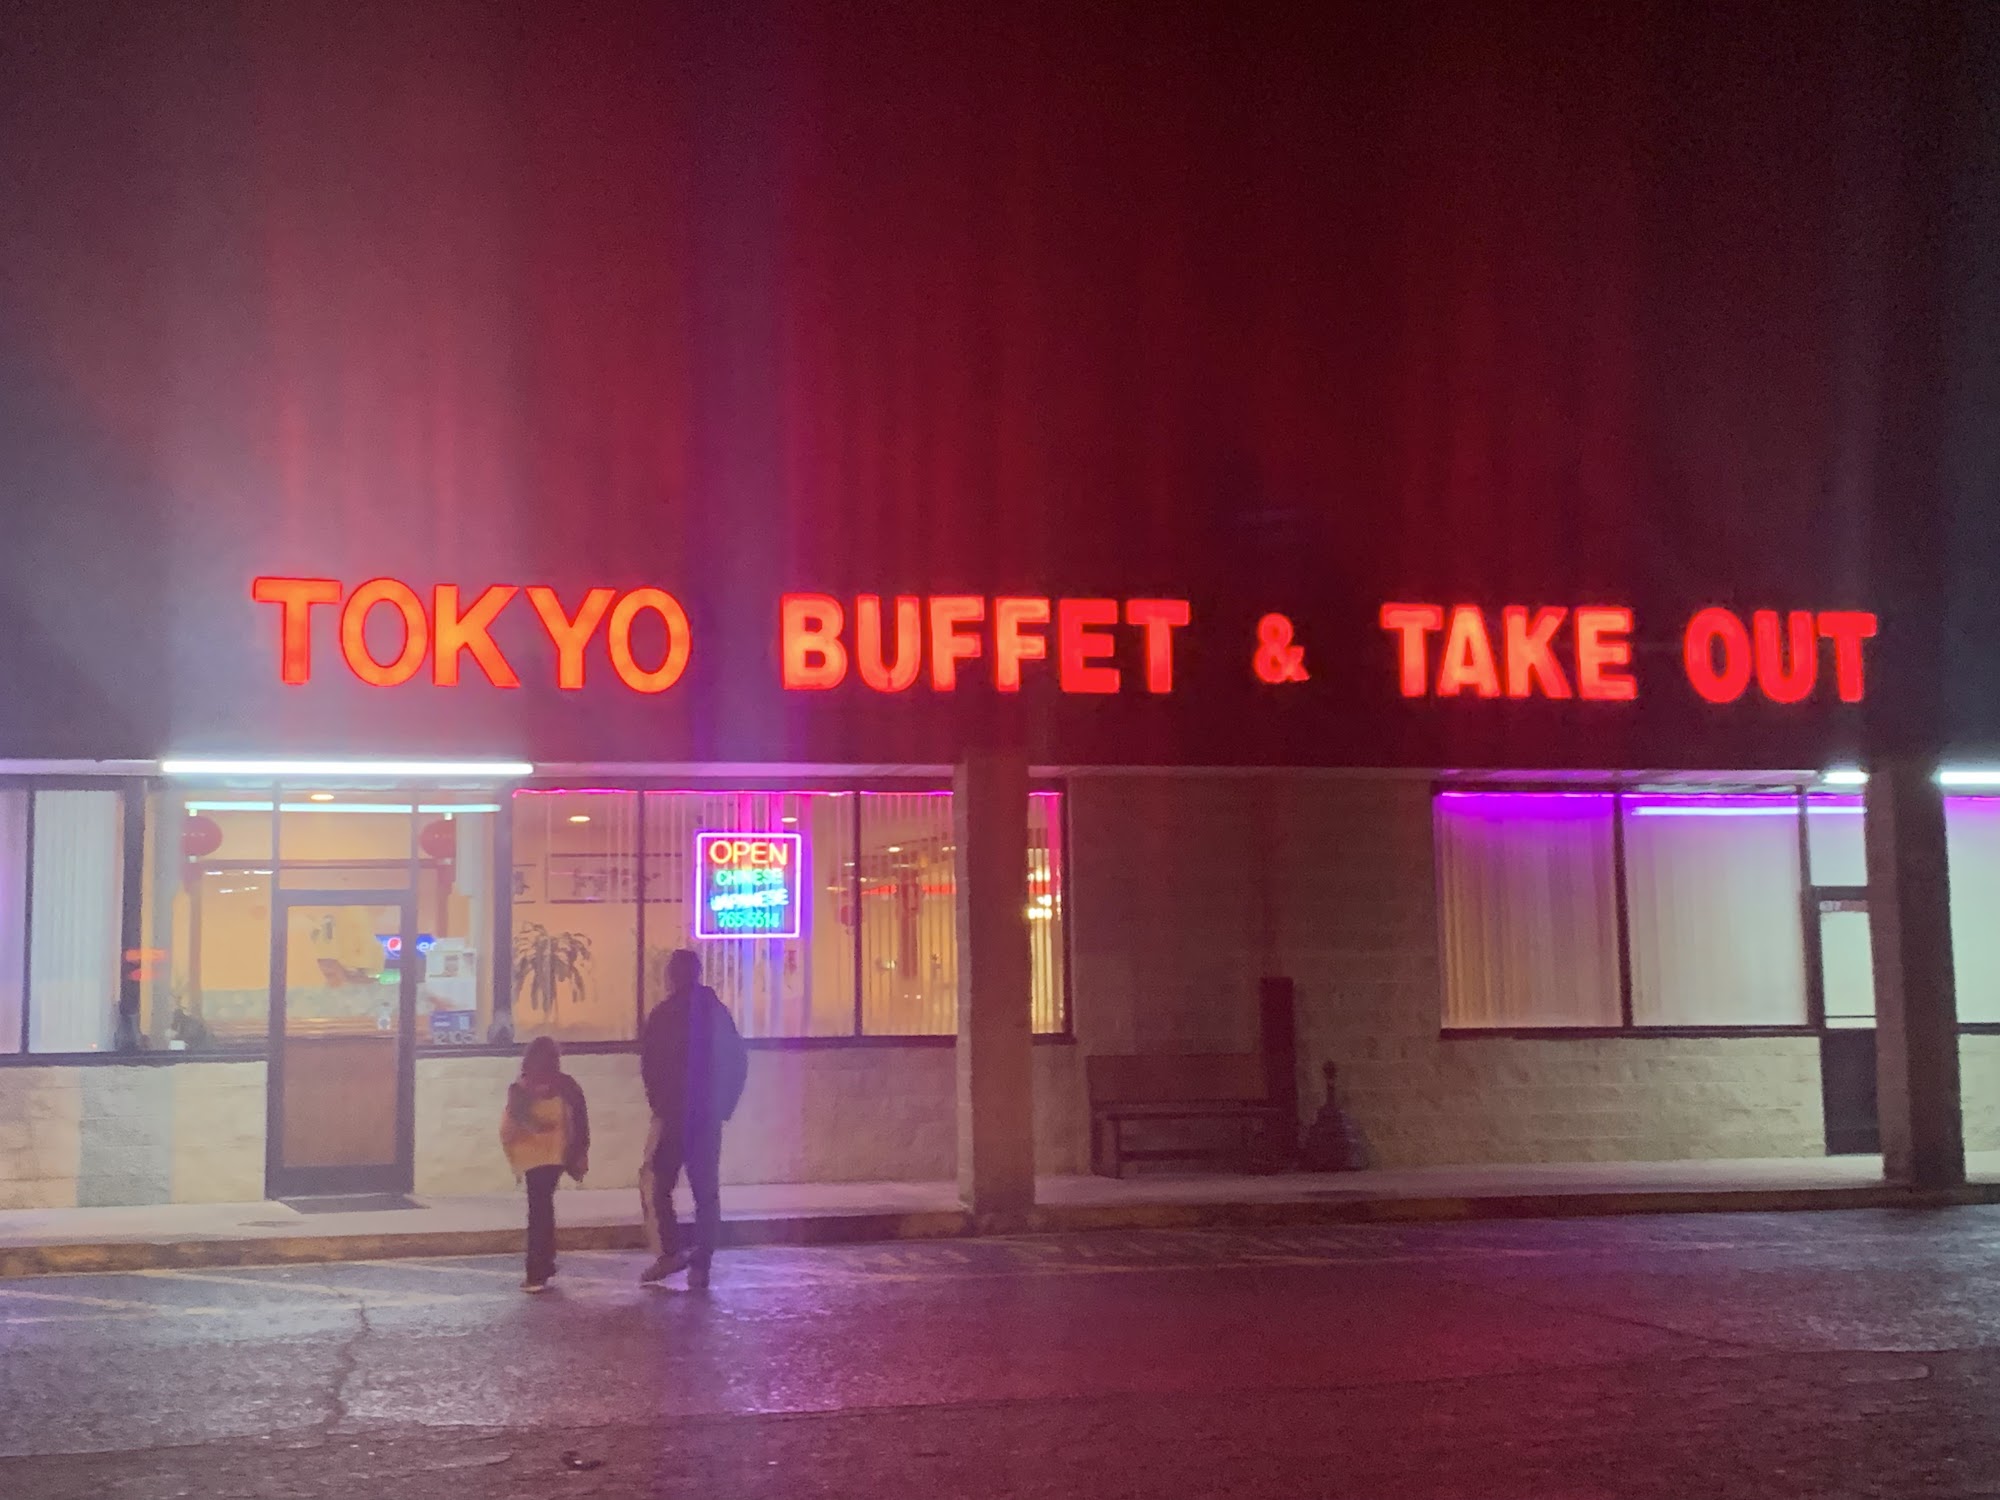 TOKYO BUFFET & TAKE OUT
OPEN
CHINESE
JAPANESE